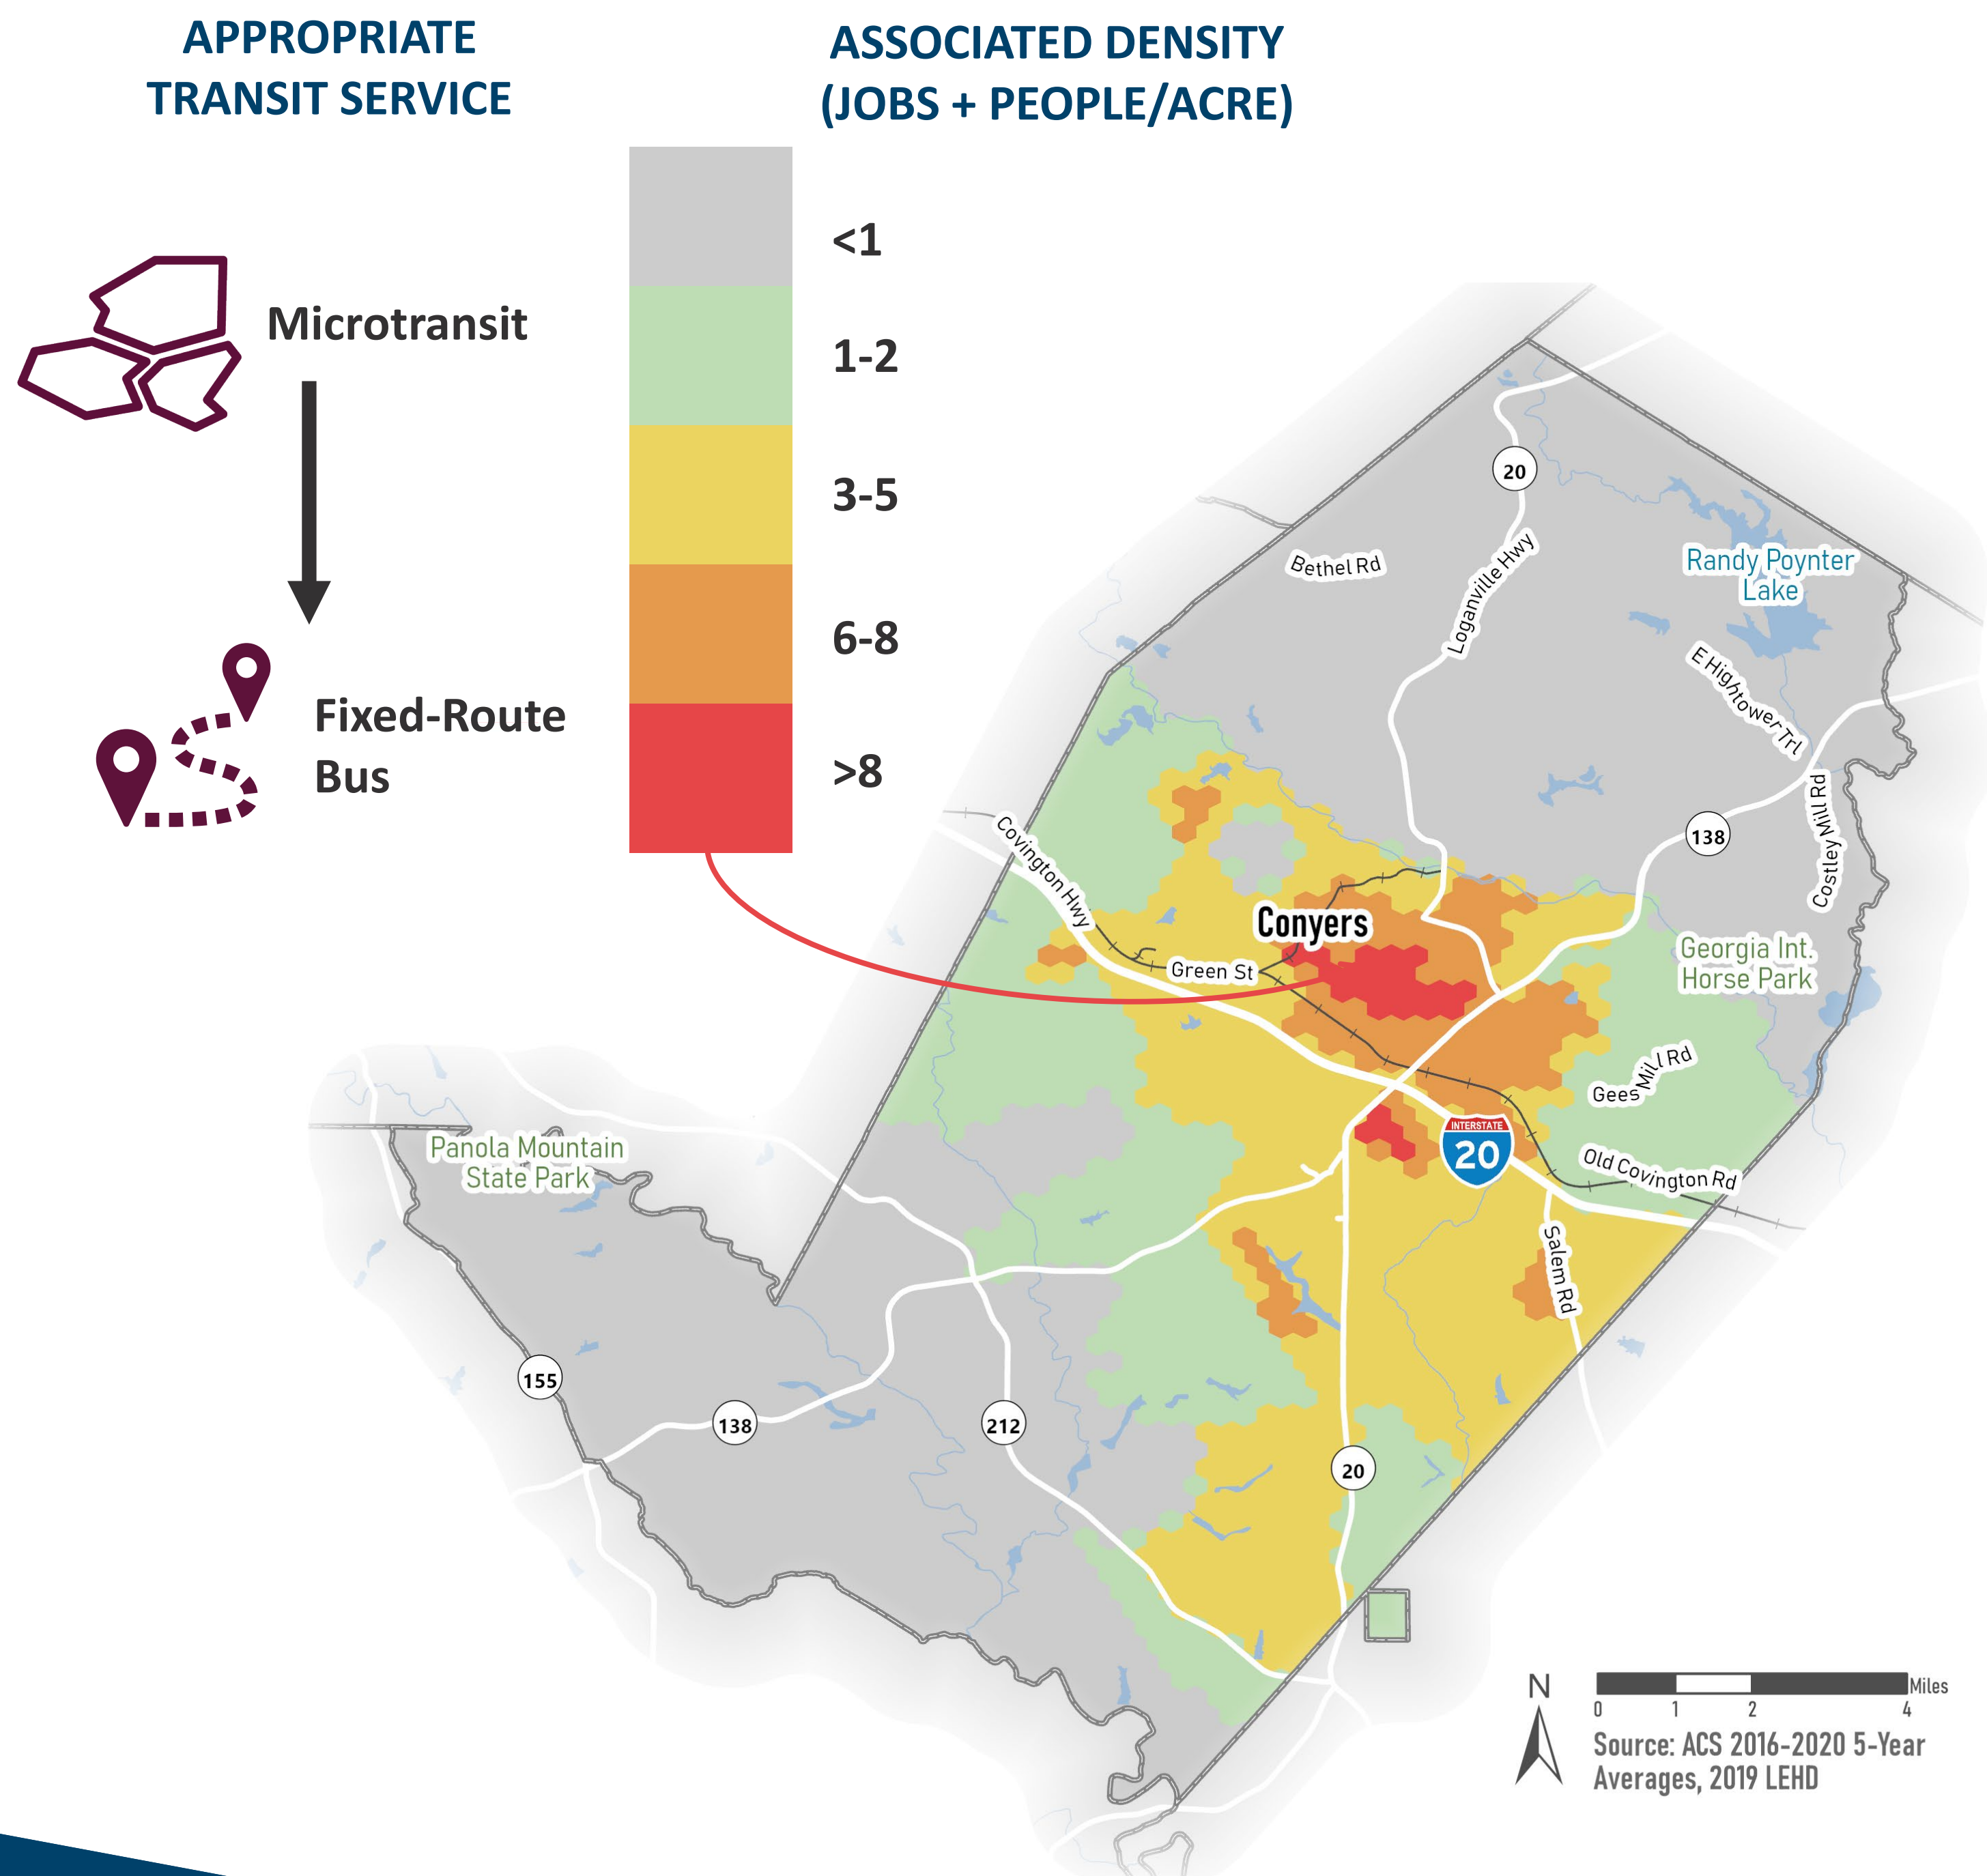 APPROPRIATE
TRANSIT SERVICE
ASSOCIATED DENSITY
(JOBS + PEOPLE/ACRE)
<1
Microtransit
1-2
3-5
6-8
Fixed-Route
Bus
>8
20
Bethel Rd
Loganville Hwy
Randy Poynter
Lake
E Hightower Trl
138
Costley Mill Rd
Covington Hwy
Conyers
Green St
Georgia Int.
Horse Park
Gees Mill Rd
INTERSTATE
20
Old Covington Rd
Panola Mountain
State Park
Salem Rd
155
138
212
20
N
0 1 2 4 Miles
Source: ACS 2016-2020 5-Year
Averages, 2019 LEHD